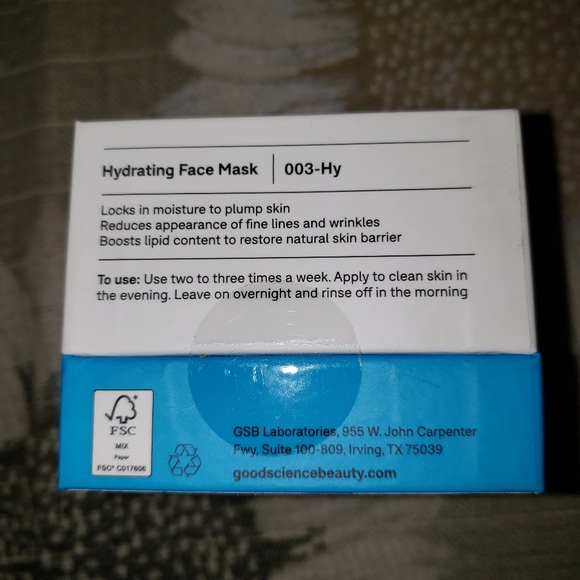 Hydrating Face Mask 003-Hy
Locks in moisture to plump skin
Reduces appearance of fine lines and wrinkles
Boosts lipid content to restore natural skin barrier
To use: Use two to three times a week. Apply to clean skin in
the evening. Leave on overnight and rinse off in the morning
FSC
MIX
Paper
FSC® C017606
GSB Laboratories, 955 W. John Carpenter
Fwy, Suite 100-809, Irving, TX 75039
goodsciencebeauty.com